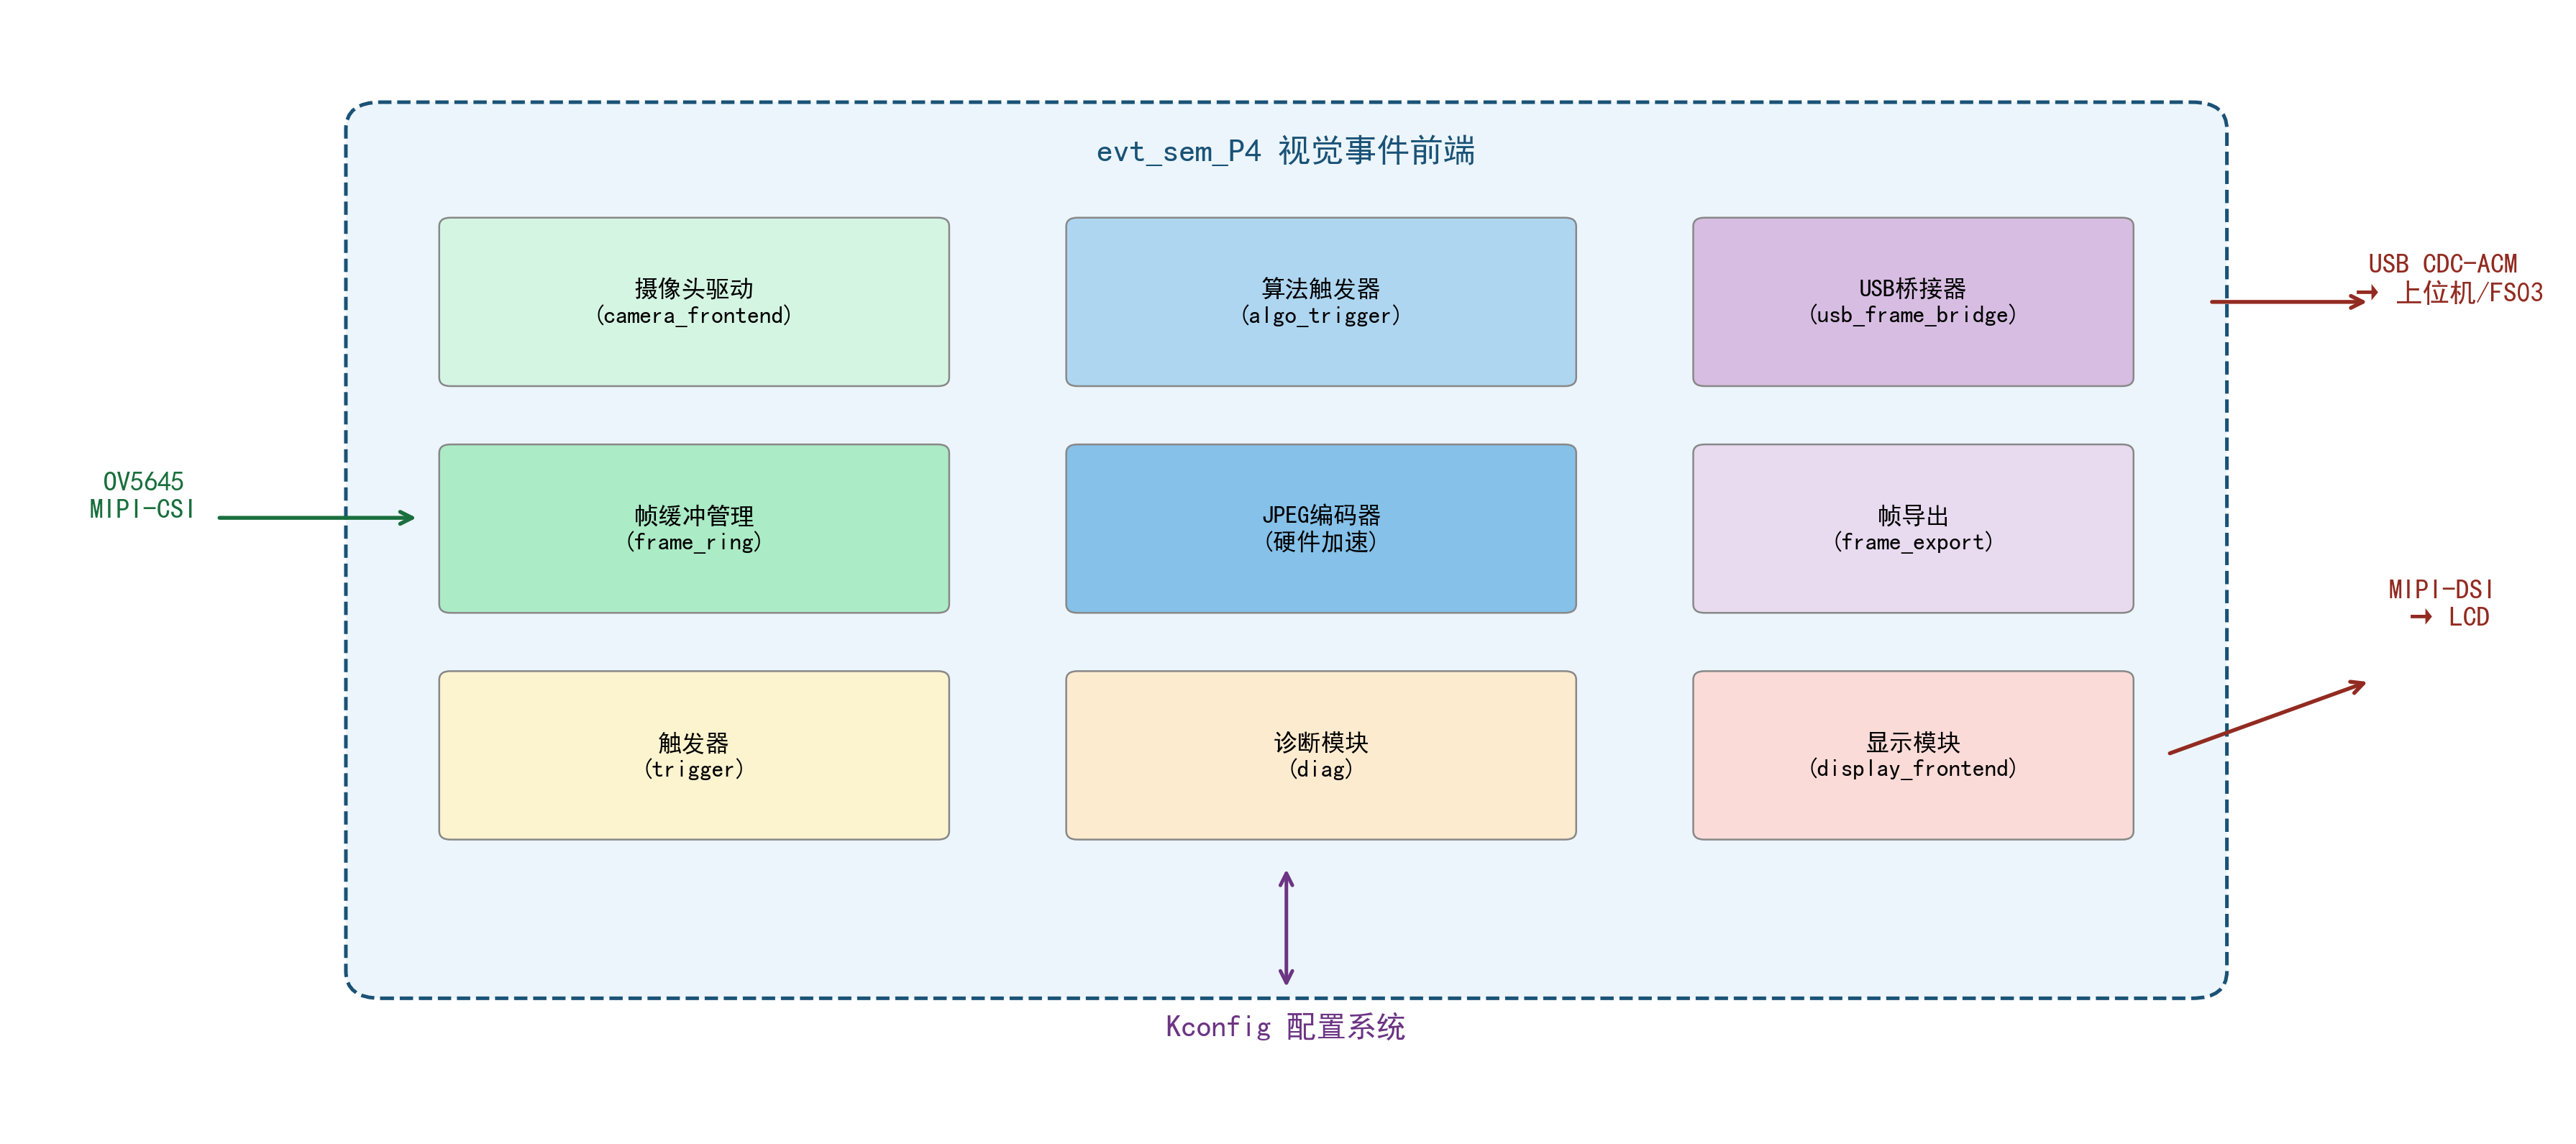 evt_sem_P4 视觉事件前端
摄像头驱动
(camera_frontend)
算法触发器
(algo_trigger)
USB桥接器
(usb_frame_bridge)
USB CDC-ACM
→ 上位机/FS03
OV5645
MIPI-CSI
帧缓冲管理
(frame_ring)
JPEG编码器
(硬件加速)
帧导出
(frame_export)
MIPI-DSI
→ LCD
触发器
(trigger)
诊断模块
(diag)
显示模块
(display_frontend)
Kconfig 配置系统